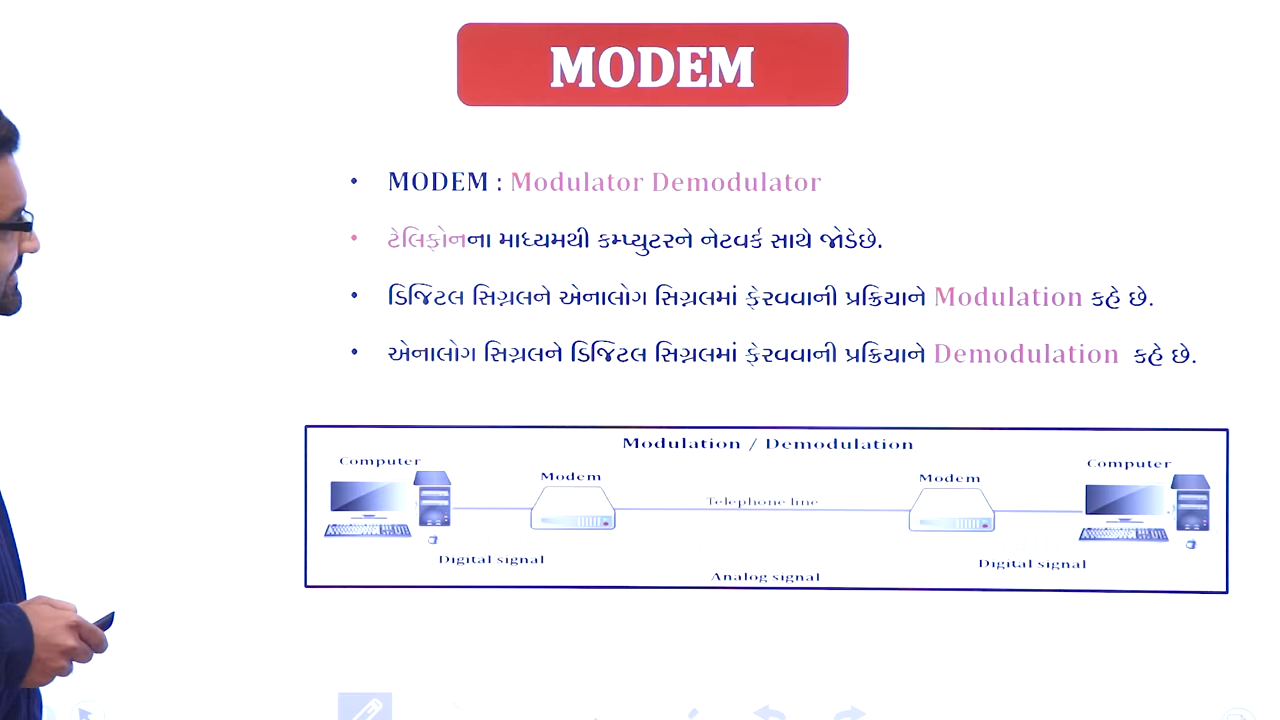 MODEM
• MODEM : Modulator Demodulator
• ટેલિફોનના માધ્યમથી કમ્પ્યુટરને નેટવર્ક સાથે જોડેછે.
• ડિજિટલ સિગ્નલને એનાલોગ સિગ્નલમાં ફેરવવાની પ્રક્રિયાને Modulation કહે છે.
• એનાલોગ સિગ્નલને ડિજિટલ સિગ્નલમાં ફેરવવાની પ્રક્રિયાને Demodulation કહે છે.
Modulation / Demodulation
Computer
Modem
Modem
Computer
Telephone line
Digital signal
Digital signal
Analog signal